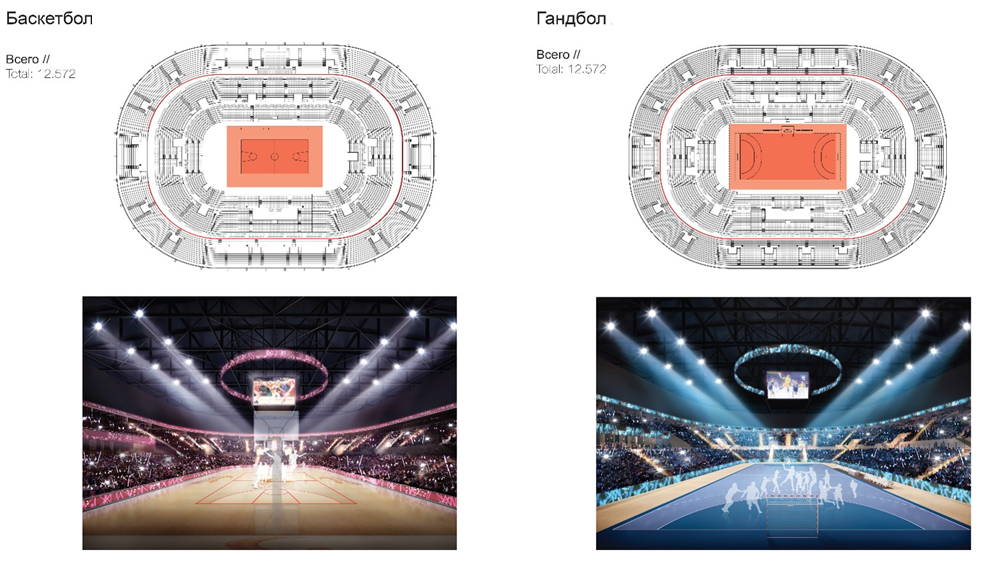 Баскетбол
Всего //
Total: 12.572
Гандбол
Всего //
Total: 12.572